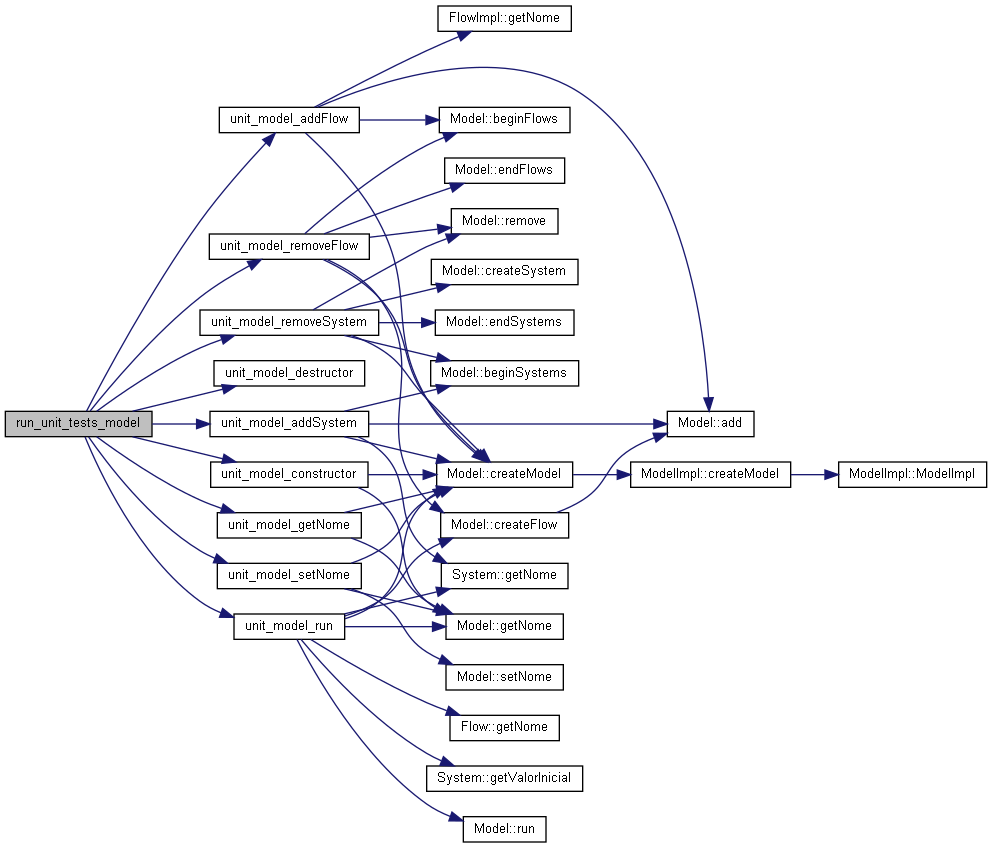 FlowImpl::getNome
unit_model_addFlow
Model::beginFlows
Model::endFlows
Model::remove
unit_model_removeFlow
Model::createSystem
unit_model_removeSystem
Model::endSystems
unit_model_destructor
Model::beginSystems
run_unit_tests_model
unit_model_addSystem
Model::add
unit_model_constructor
Model::createModel
ModelImpl::createModel
ModelImpl::ModelImpl
unit_model_getNome
Model::createFlow
unit_model_setNome
System::getNome
unit_model_run
Model::getNome
Model::setNome
Flow::getNome
System::getValorInicial
Model::run